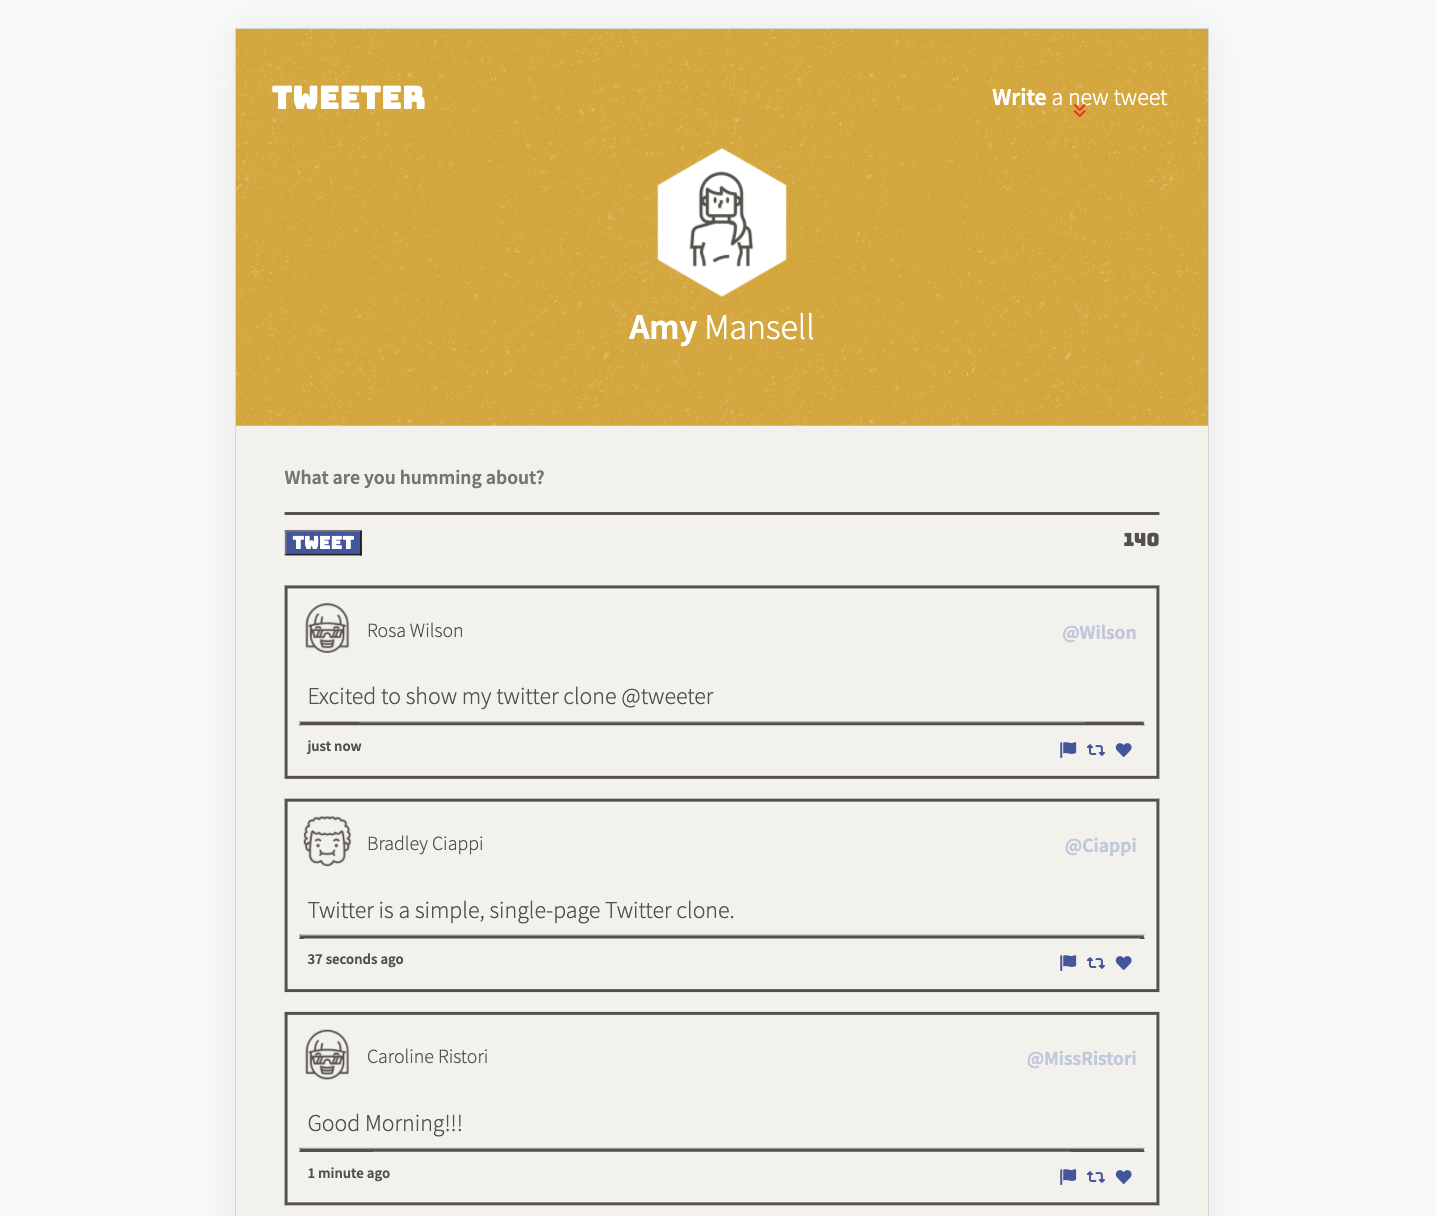 TWEETER
Write a new tweet
Amy Mansell
What are you humming about?
TWEET
140
Rosa Wilson
@Wilson
Excited to show my twitter clone @tweeter
just now
Bradley Ciappi
@Ciappi
Twitter is a simple, single-page Twitter clone.
37 seconds ago
Caroline Ristori
@MissRistori
Good Morning!!!
1 minute ago